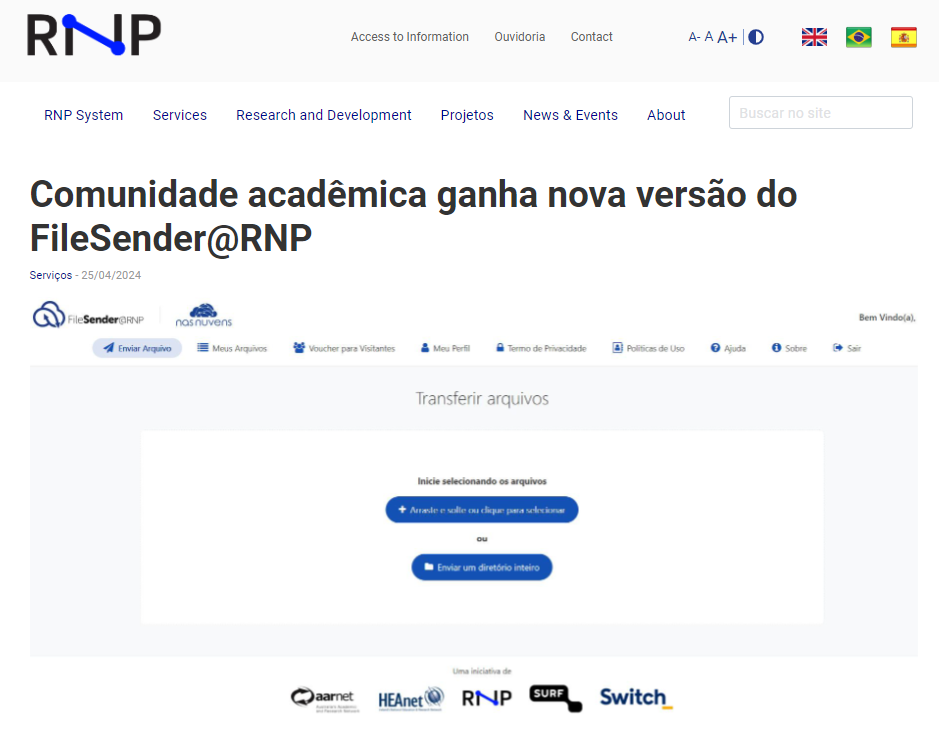 RNP
Access to Information Ouvidoria Contact A- A A+
RNP System Services Research and Development Projetos News & Events About Buscar no site
Comunidade acadêmica ganha nova versão do
FileSender@RNP
Serviços - 25/04/2024
FileSender@RNP nasnuvens Bem Vindo(a),
Enviar Arquivo Meus Arquivos Voucher para Visitantes Meu Perfil Termo de Privacidade Políticas de Uso Ajuda Sobre Sair
Transferir arquivos
Inicie selecionando os arquivos
Arraste e solte ou clique para selecionar
ou
Enviar um diretório inteiro
Uma iniciativa de
aarnet HEAnet RNP SURF Switch